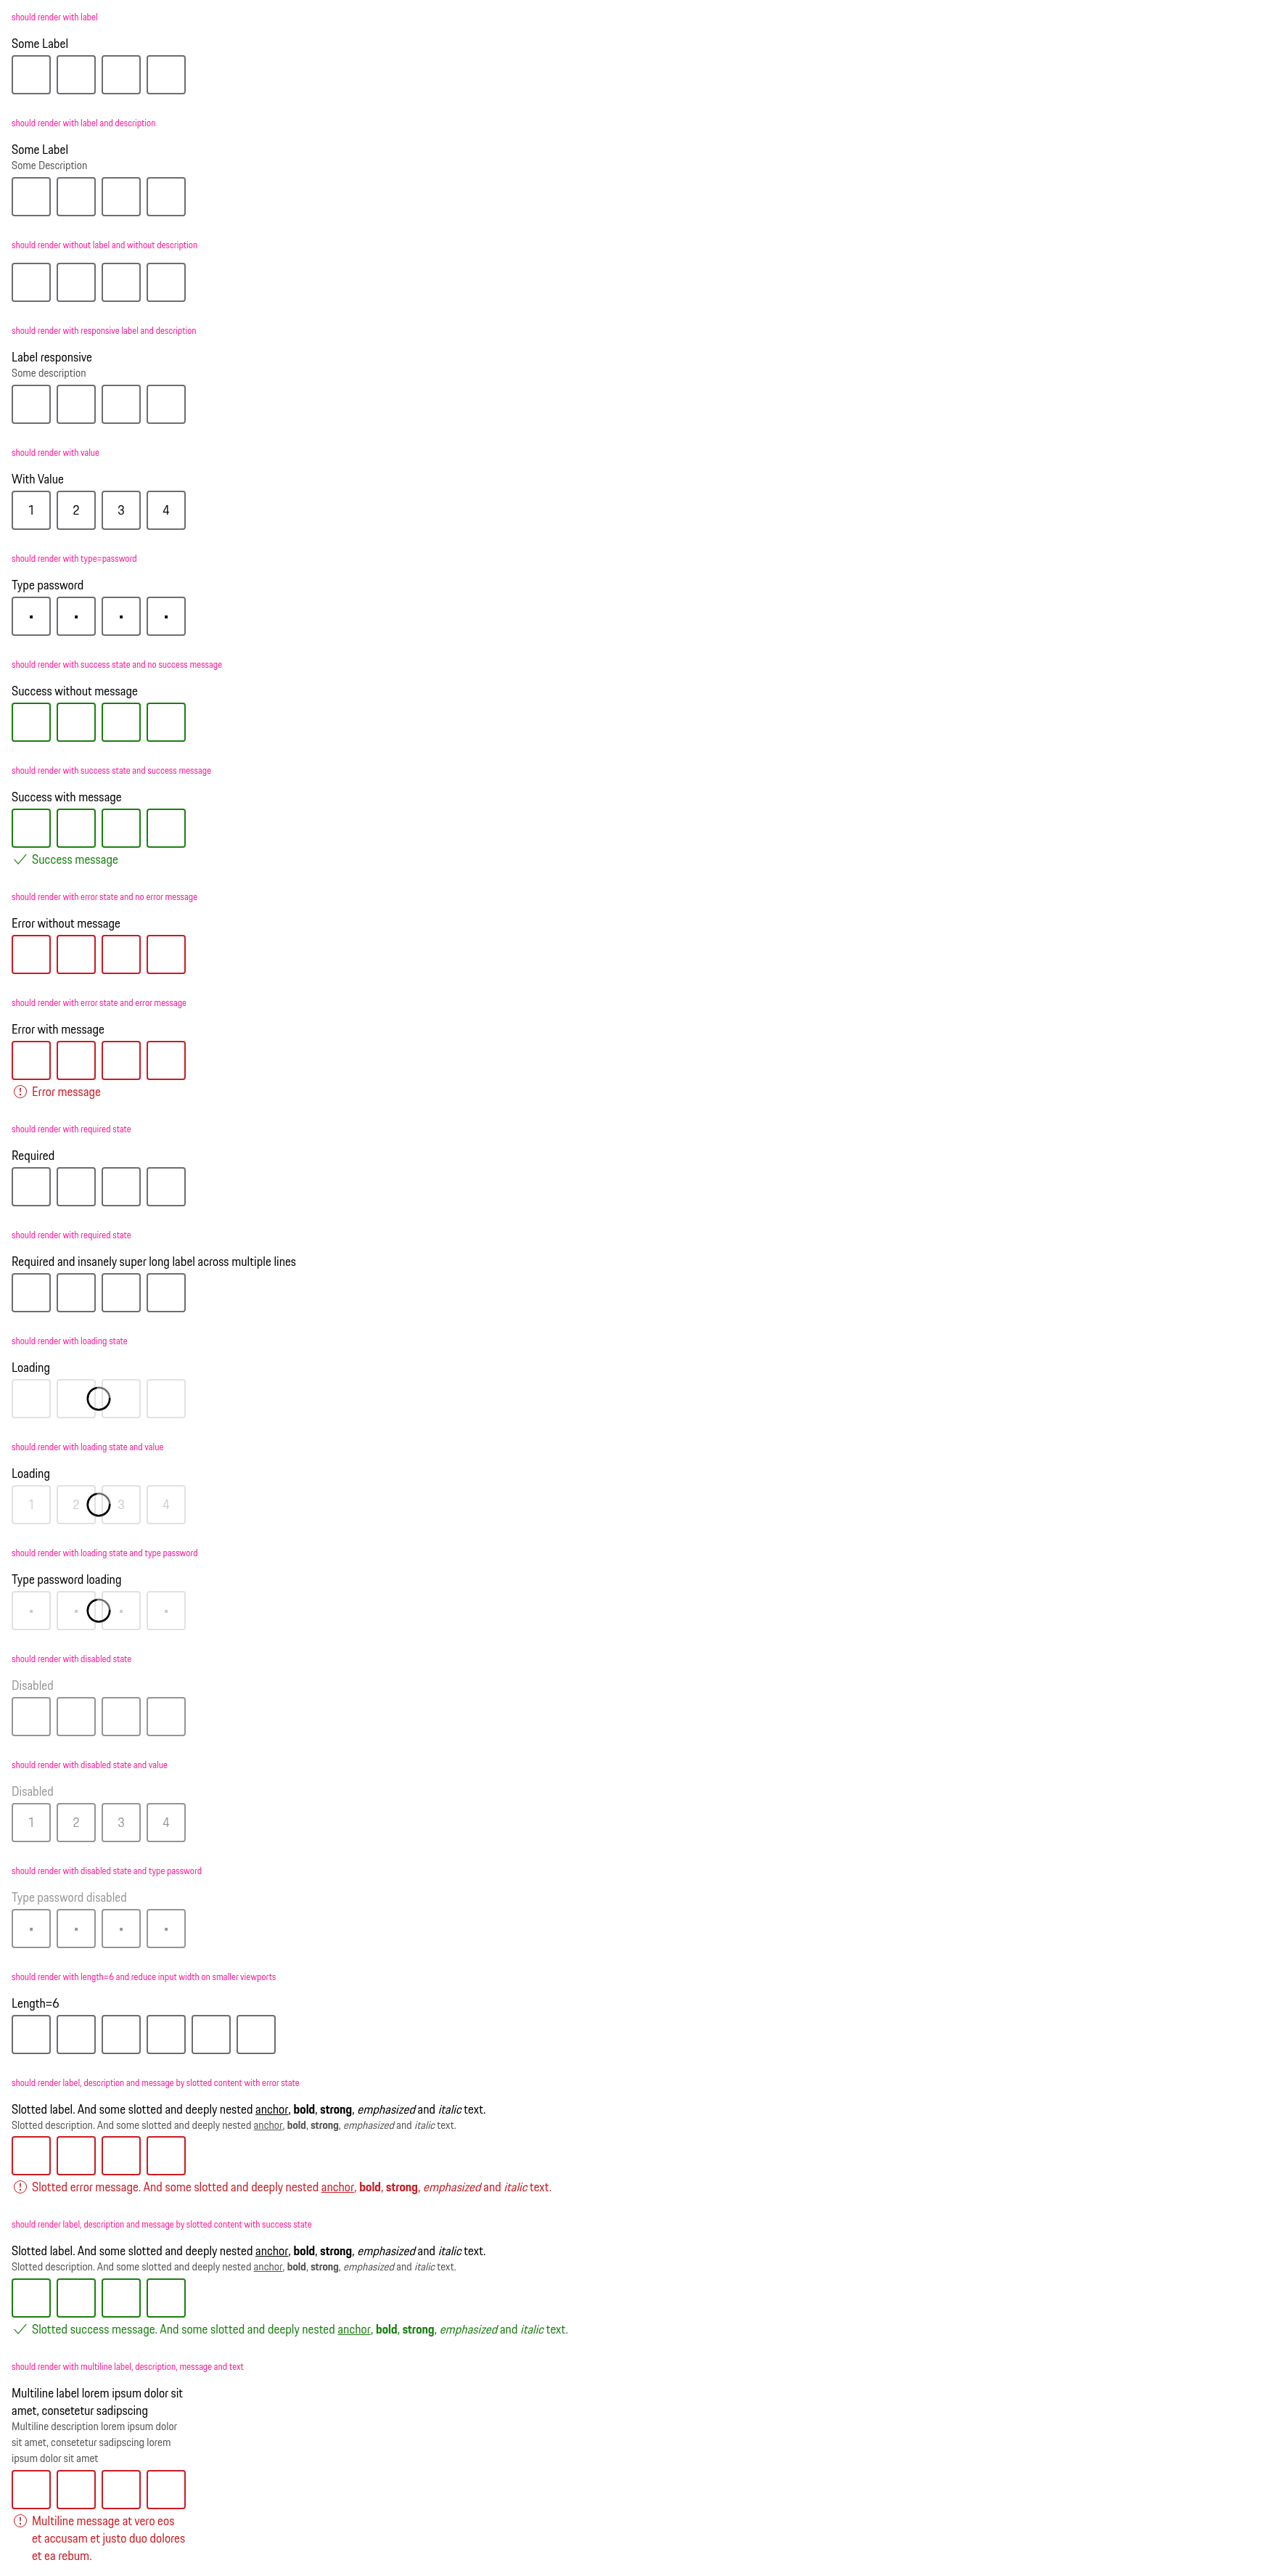 should render with label
Some Label
should render with label and description
Some Label
Some Description
should render without label and without description
should render with responsive label and description
Label responsive
Some description
should render with value
With Value
1 2 3 4
should render with type=password
Type password
should render with success state and no success message
Success without message
should render with success state and success message
Success with message
Success message
should render with error state and no error message
Error without message
should render with error state and error message
Error with message
Error message
should render with required state
Required
should render with required state
Required and insanely super long label across multiple lines
should render with loading state
Loading
should render with loading state and value
Loading
1 2 3 4
should render with loading state and type password
Type password loading
should render with disabled state
Disabled
should render with disabled state and value
Disabled
1 2 3 4
should render with disabled state and type password
Type password disabled
should render with length=6 and reduce input width on smaller viewports
Length=6
should render label, description and message by slotted content with error state
Slotted label. And some slotted and deeply nested anchor, bold, strong, emphasized and italic text.
Slotted description. And some slotted and deeply nested anchor, bold, strong, emphasized and italic text.
Slotted error message. And some slotted and deeply nested anchor, bold, strong, emphasized and italic text.
should render label, description and message by slotted content with success state
Slotted label. And some slotted and deeply nested anchor, bold, strong, emphasized and italic text.
Slotted description. And some slotted and deeply nested anchor, bold, strong, emphasized and italic text.
Slotted success message. And some slotted and deeply nested anchor, bold, strong, emphasized and italic text.
should render with multiline label, description, message and text
Multiline label lorem ipsum dolor sit
amet, consetetur sadipscing
Multiline description lorem ipsum dolor
sit amet, consetetur sadipscing lorem
ipsum dolor sit amet
Multiline message at vero eos
et accusam et justo duo dolores
et ea rebum.